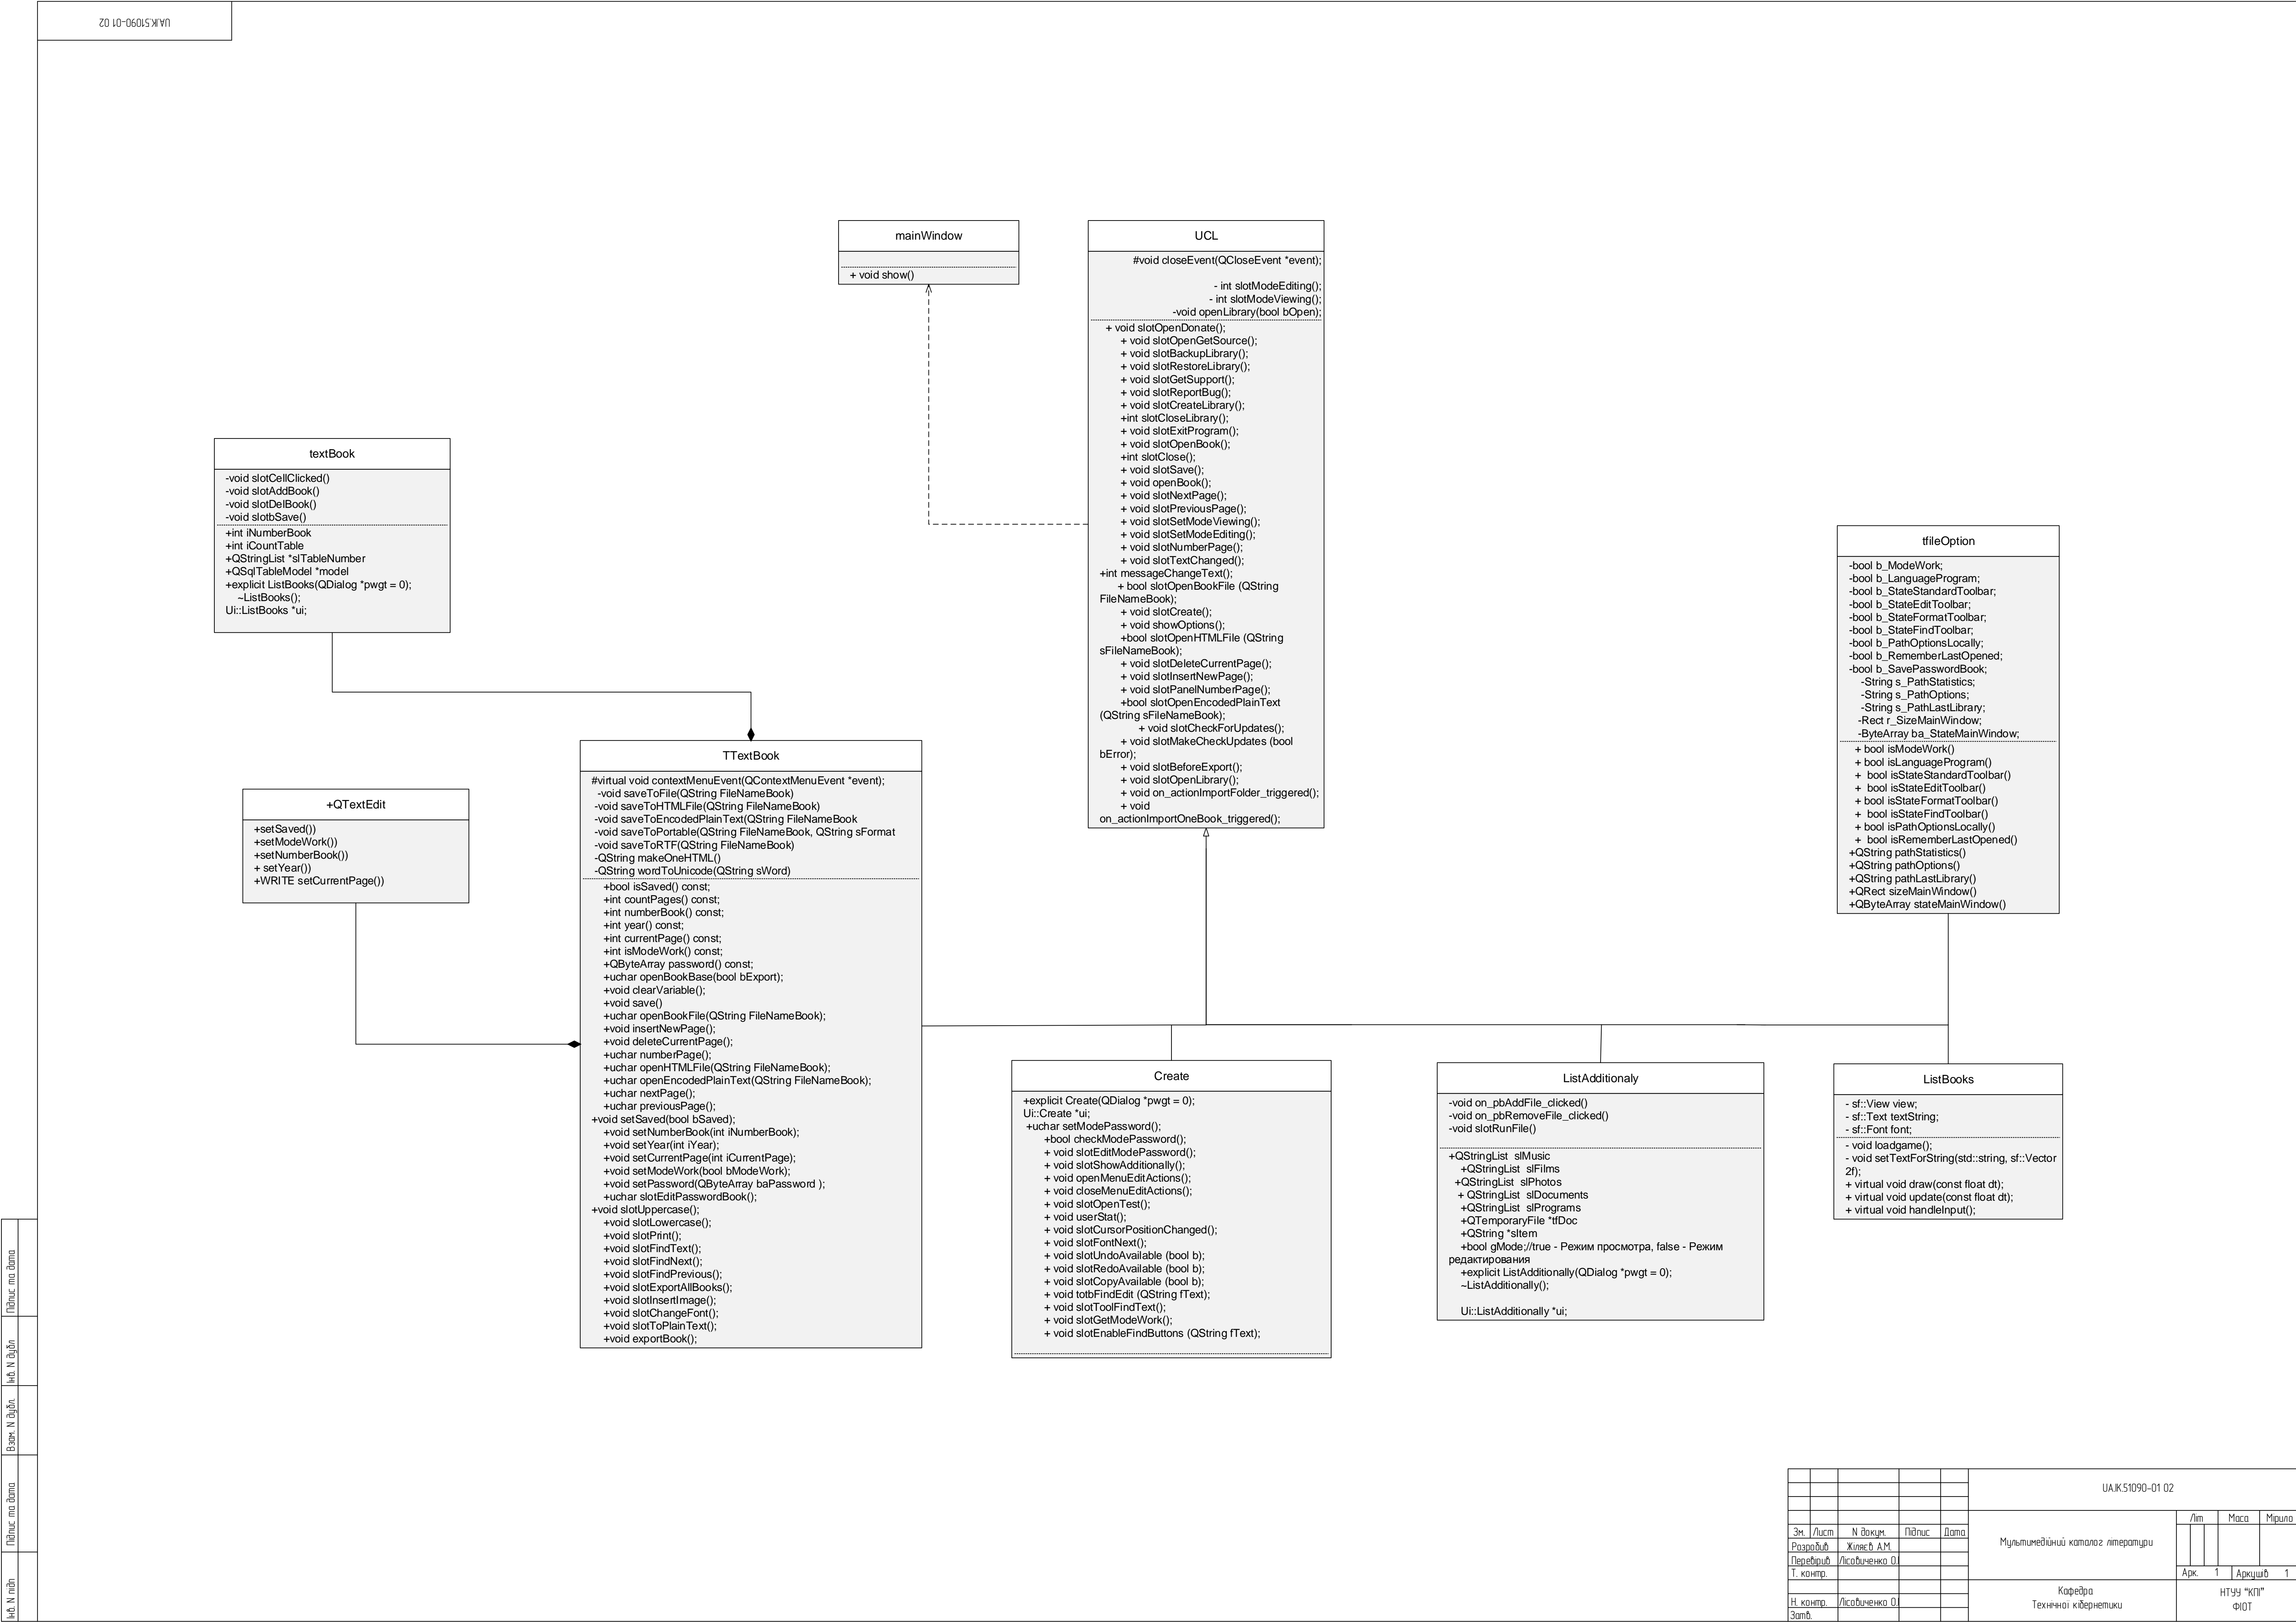 UA.IK.51090-01 02
mainWindow
+ void show()
UCL
#void closeEvent(QCloseEvent *event);
- int slotModeEditing();
- int slotModeViewing();
-void openLibrary(bool bOpen);
+ void slotOpenDonate();
+ void slotOpenGetSource();
+ void slotBackupLibrary();
+ void slotRestoreLibrary();
+ void slotGetSupport();
+ void slotReportBug();
+ void slotCreateLibrary();
+int slotCloseLibrary();
+ void slotExitProgram();
+ void slotOpenBook();
+int slotClose();
+ void slotSave();
+ void openBook();
+ void slotNextPage();
+ void slotPreviousPage();
+ void slotSetModeViewing();
+ void slotSetModeEditing();
+ void slotNumberPage();
+ void slotTextChanged();
+int messageChangeText();
+ bool slotOpenBookFile (QString
FileNameBook);
+ void slotCreate();
+ void showOptions();
+bool slotOpenHTMLFile (QString
sFileNameBook);
+ void slotDeleteCurrentPage();
+ void slotInsertNewPage();
+ void slotPanelNumberPage();
+bool slotOpenEncodedPlainText
(QString sFileNameBook);
+ void slotCheckForUpdates();
+ void slotMakeCheckUpdates (bool
bError);
+ void slotBeforeExport();
+ void slotOpenLibrary();
+ void on_actionImportFolder_triggered();
+ void
on_actionImportOneBook_triggered();
textBook
-void slotCellClicked()
-void slotAddBook()
-void slotDelBook()
-void slotbSave()
+int iNumberBook
+int iCountTable
+QStringList *slTableNumber
+QSqlTableModel *model
+explicit ListBooks(QDialog *pwgt = 0);
~ListBooks();
Ui::ListBooks *ui;
tfileOption
-bool b_ModeWork;
-bool b_LanguageProgram;
-bool b_StateStandardToolbar;
-bool b_StateEditToolbar;
-bool b_StateFormatToolbar;
-bool b_StateFindToolbar;
-bool b_PathOptionsLocally;
-bool b_RememberLastOpened;
-bool b_SavePasswordBook;
-String s_PathStatistics;
-String s_PathOptions;
-String s_PathLastLibrary;
-Rect r_SizeMainWindow;
-ByteArray ba_StateMainWindow;
+ bool isModeWork()
+ bool isLanguageProgram()
+  bool isStateStandardToolbar()
+  bool isStateEditToolbar()
+ bool isStateFormatToolbar()
+  bool isStateFindToolbar()
+ bool isPathOptionsLocally()
+  bool isRememberLastOpened()
+QString pathStatistics()
+QString pathOptions()
+QString pathLastLibrary()
+QRect sizeMainWindow()
+QByteArray stateMainWindow()
+QTextEdit
+setSaved())
+setModeWork())
+setNumberBook())
+ setYear())
+WRITE setCurrentPage())
TTextBook
#virtual void contextMenuEvent(QContextMenuEvent *event);
-void saveToFile(QString FileNameBook)
-void saveToHTMLFile(QString FileNameBook)
-void saveToEncodedPlainText(QString FileNameBook
-void saveToPortable(QString FileNameBook, QString sFormat
-void saveToRTF(QString FileNameBook)
-QString makeOneHTML()
-QString wordToUnicode(QString sWord)
+bool isSaved() const;
+int countPages() const;
+int numberBook() const;
+int year() const;
+int currentPage() const;
+int isModeWork() const;
+QByteArray password() const;
+uchar openBookBase(bool bExport);
+void clearVariable();
+void save()
+uchar openBookFile(QString FileNameBook);
+void insertNewPage();
+void deleteCurrentPage();
+uchar numberPage();
+uchar openHTMLFile(QString FileNameBook);
+uchar openEncodedPlainText(QString FileNameBook);
+uchar nextPage();
+uchar previousPage();
+void setSaved(bool bSaved);
+void setNumberBook(int iNumberBook);
+void setYear(int iYear);
+void setCurrentPage(int iCurrentPage);
+void setModeWork(bool bModeWork);
+void setPassword(QByteArray baPassword );
+uchar slotEditPasswordBook();
+void slotUppercase();
+void slotLowercase();
+void slotPrint();
+void slotFindText();
+void slotFindNext();
+void slotFindPrevious();
+void slotExportAllBooks();
+void slotInsertImage();
+void slotChangeFont();
+void slotToPlainText();
+void exportBook();
Create
+explicit Create(QDialog *pwgt = 0);
Ui::Create *ui;
+uchar setModePassword();
+bool checkModePassword();
+ void slotEditModePassword();
+ void slotShowAdditionally();
+ void openMenuEditActions();
+ void closeMenuEditActions();
+ void slotOpenTest();
+ void userStat();
+ void slotCursorPositionChanged();
+ void slotFontNext();
+ void slotUndoAvailable (bool b);
+ void slotRedoAvailable (bool b);
+ void slotCopyAvailable (bool b);
+ void totbFindEdit (QString fText);
+ void slotToolFindText();
+ void slotGetModeWork();
+ void slotEnableFindButtons (QString fText);
ListAdditionaly
-void on_pbAddFile_clicked()
-void on_pbRemoveFile_clicked()
-void slotRunFile()
+QStringList  slMusic
+QStringList  slFilms
+QStringList  slPhotos
+ QStringList  slDocuments
+QStringList  slPrograms
+QTemporaryFile *tfDoc
+QString *sItem
+bool gMode;//true - Режим просмотра, false - Режим
редактирования
+explicit ListAdditionally(QDialog *pwgt = 0);
~ListAdditionally();
Ui::ListAdditionally *ui;
ListBooks
- sf::View view;
- sf::Text textString;
- sf::Font font;
- void loadgame();
- void setTextForString(std::string, sf::Vector
2f);
+ virtual void draw(const float dt);
+ virtual void update(const float dt);
+ virtual void handleInput();
Підпис та дата
Інв. N дубл
Взам. N дубл.
Підпис та дата
Інв. N підп
UA.IK.51090-01 02
Зм. Лист N докум. Підпис Дата
Розробив Жіляєв А.М.
Перевірив Лісовиченко О.І
Т. контр.
Н. контр. Лісовиченко О.І
Затв.
Мультимедійний каталог літератури
Літ Маса Мірило
Арк. 1 Аркушів 1
Кафедра
Технічної кібернетики
НТУУ "КПІ"
ФІОТ